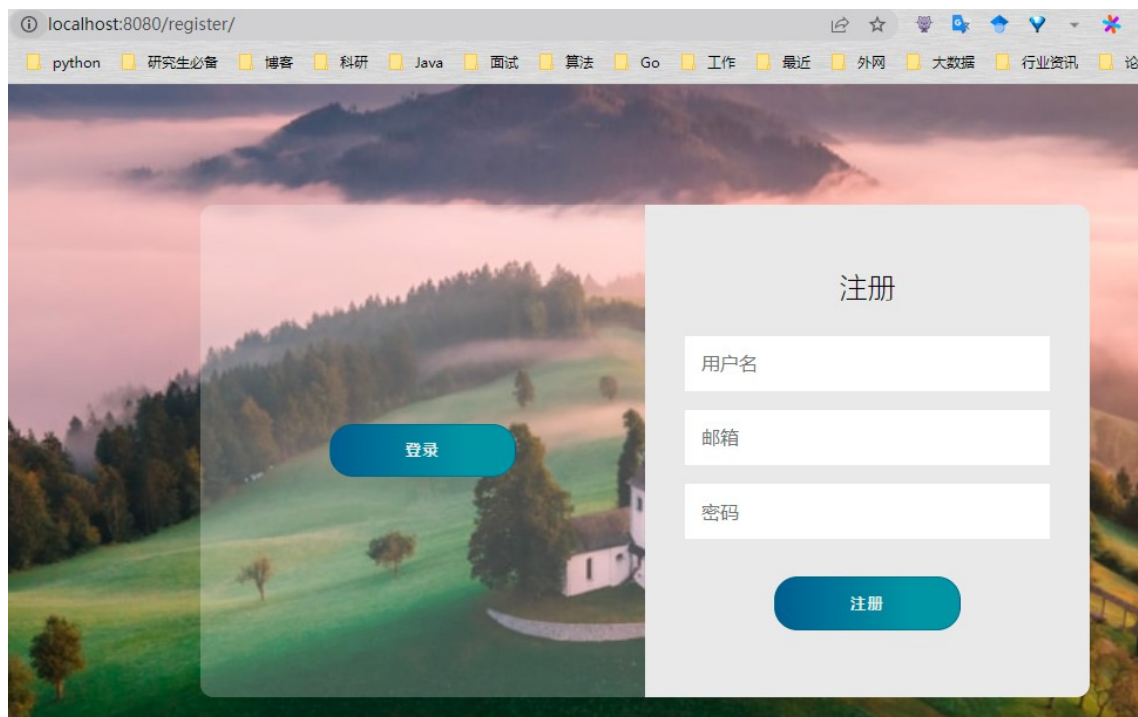 localhost:8080/register/
python 研究生必备 博客 科研 Java 面试 算法 Go 工作 最近 外网 大数据 行业资讯 论
注册
用户名
邮箱
登录
密码
注册